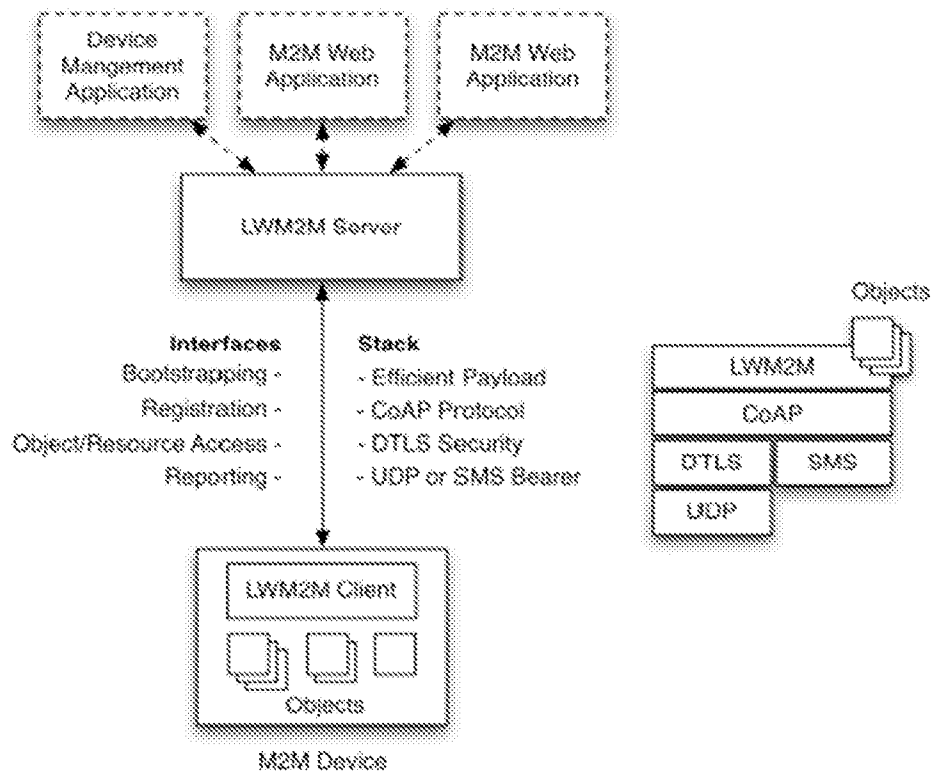 Device
Mangement
Application
M2M Web
Application
M2M Web
Application
LWM2M Server
Interfaces
Bootstrapping -
Registration -
Object/Resource Access -
Reporting -
Stack
- Efficient Payload
- CoAP Protocol
- DTLS Security
- UDP or SMS Bearer
Objects
LWM2M
CoAP
DTLS
SMS
UDP
LWM2M Client
Objects
M2M Device